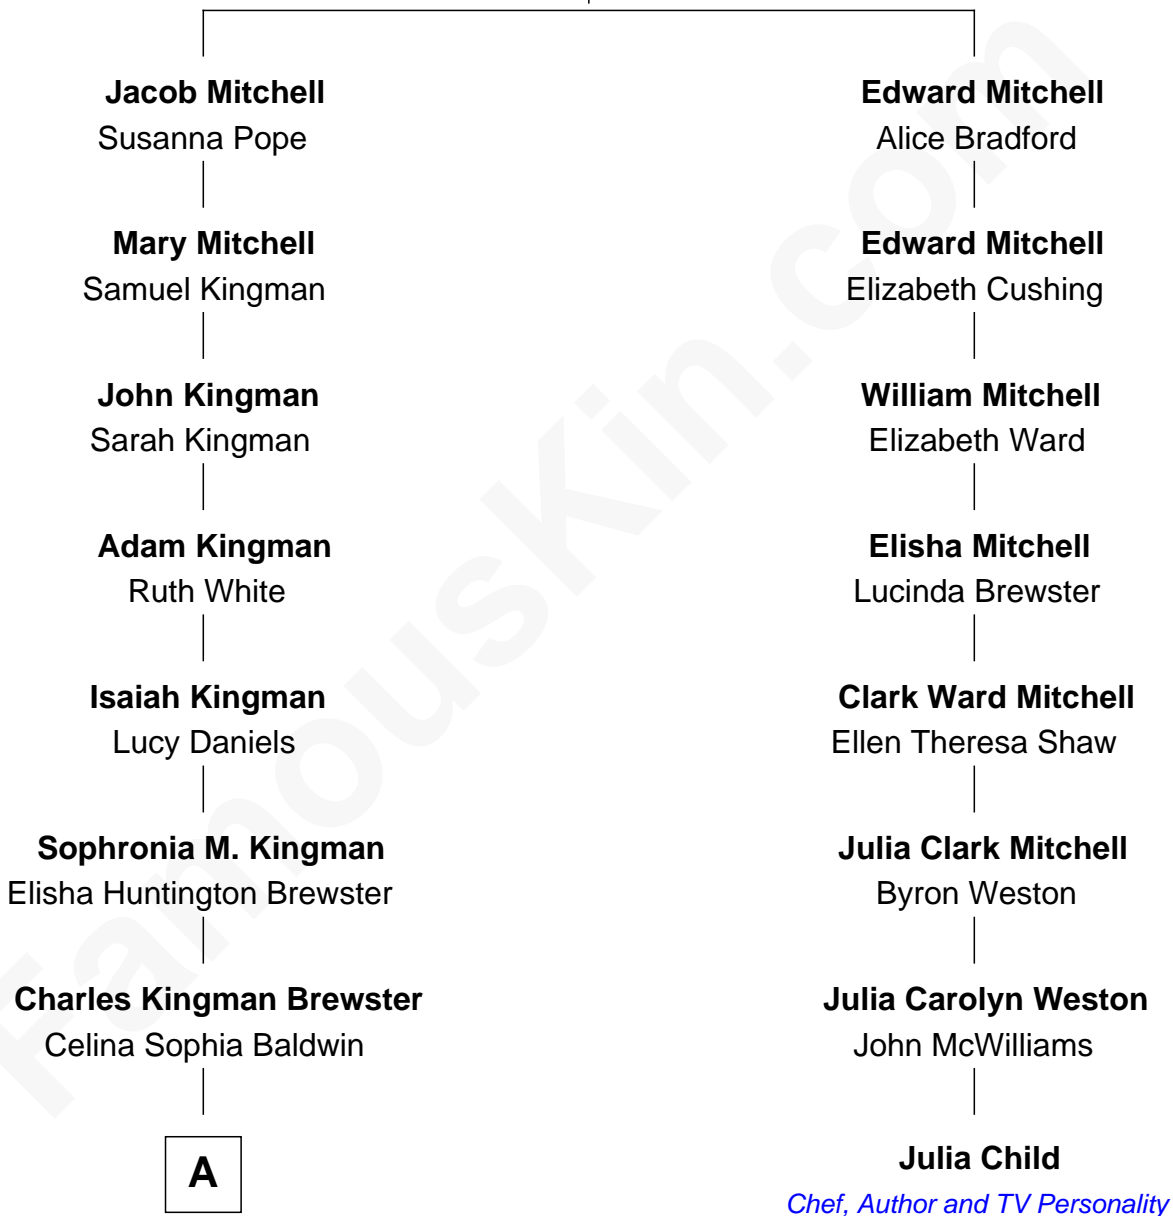 Jacob Mitchell
Susanna Pope
Mary Mitchell
Samuel Kingman
John Kingman
Sarah Kingman
Adam Kingman
Ruth White
Isaiah Kingman
Lucy Daniels
Sophronia M. Kingman
Elisha Huntington Brewster
Charles Kingman Brewster
Celina Sophia Baldwin
A
Edward Mitchell
Alice Bradford
Edward Mitchell
Elizabeth Cushing
William Mitchell
Elizabeth Ward
Elisha Mitchell
Lucinda Brewster
Clark Ward Mitchell
Ellen Theresa Shaw
Julia Clark Mitchell
Byron Weston
Julia Carolyn Weston
John McWilliams
Julia Child
Chef, Author and TV Personality
FamousKin.com